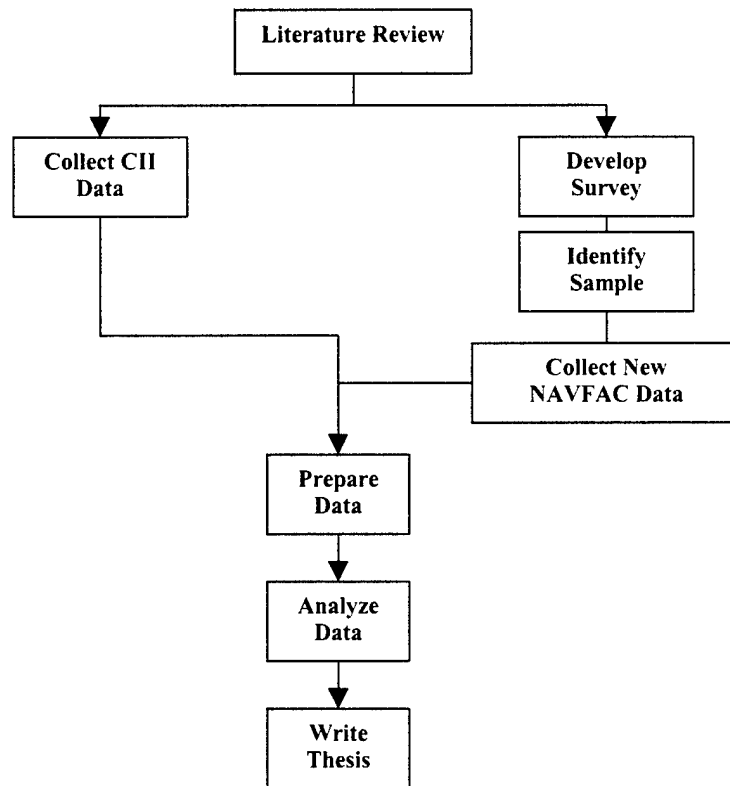 Literature Review
Collect CII
Data
Develop
Survey
Identify
Sample
Collect New
NAVFAC Data
Prepare
Data
Analyze
Data
Write
Thesis